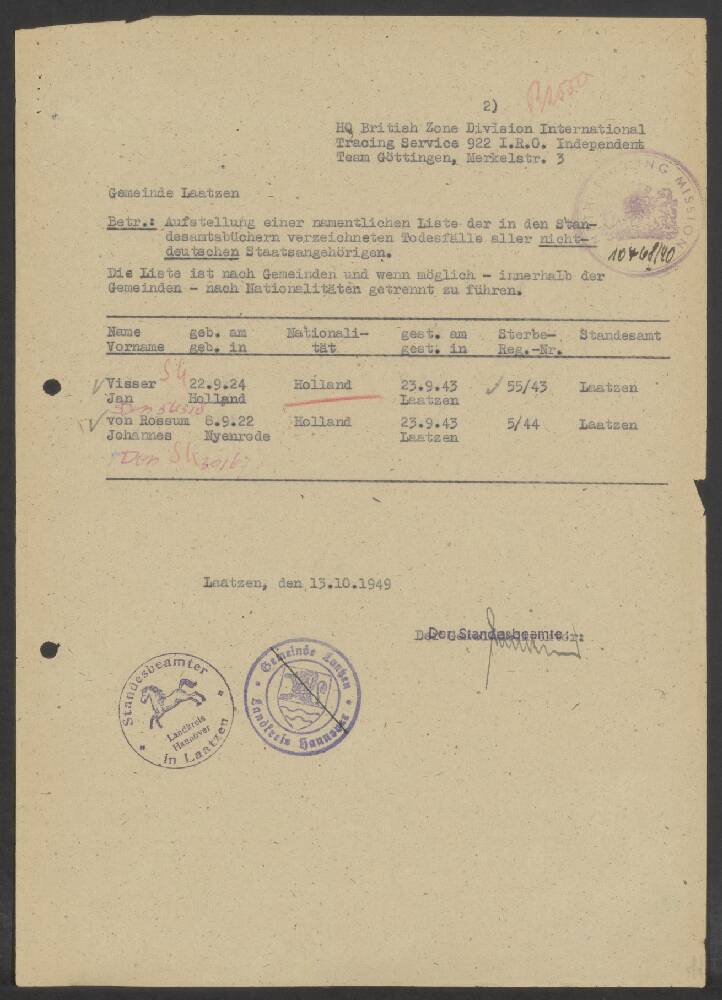 2)
HQ British Zone Division International
Tracing Service 922 I.R.O. Independent
Team Göttingen, Merkelstr. 3
Gemeinde Laatzen
Betr.: Aufstellung einer namentlichen Liste der in den Stan-
desamtsbüchern verzeichneten Todesfälle aller nicht-
deutschen Staatsangehörigen.
Die Liste ist nach Gemeinden und wenn möglich - innerhalb der
Gemeinden - nach Nationalitäten getrennt zu führen.
Name geb. am Nationali- gest. am Sterbe- Standesamt
Vorname geb. in tät gest. in Reg.-Nr.
Visser 22.9.24 Holland 23.9.43 55/43 Laatzen
Jan Holland Laatzen
von Rossum 8.9.22 Holland 23.9.43 5/44 Laatzen
Johannes Nyenrode Laatzen
Laatzen, den 13.10.1949
Der Standesbeamte
Standesbeamter
Landkreis
Hannover
in Laatzen
Gemeinde Laatzen
Landkreis Hannover